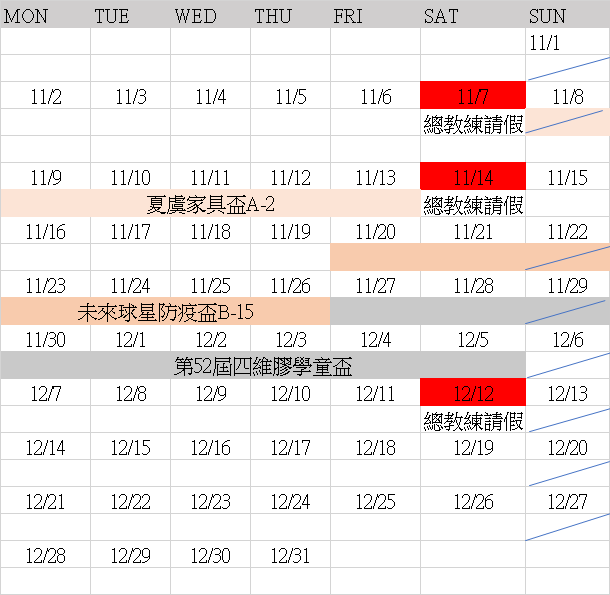 MON TUE WED THU FRI SAT SUN
11/1
11/2 11/3 11/4 11/5 11/6 11/7 11/8
總教練請假
11/9 11/10 11/11 11/12 11/13 11/14 11/15
夏虞家具盃A-2 總教練請假
11/16 11/17 11/18 11/19 11/20 11/21 11/22
11/23 11/24 11/25 11/26 11/27 11/28 11/29
未來球星防疫盃B-15
11/30 12/1 12/2 12/3 12/4 12/5 12/6
第52屆四維膠學童盃
12/7 12/8 12/9 12/10 12/11 12/12 12/13
總教練請假
12/14 12/15 12/16 12/17 12/18 12/19 12/20
12/21 12/22 12/23 12/24 12/25 12/26 12/27
12/28 12/29 12/30 12/31